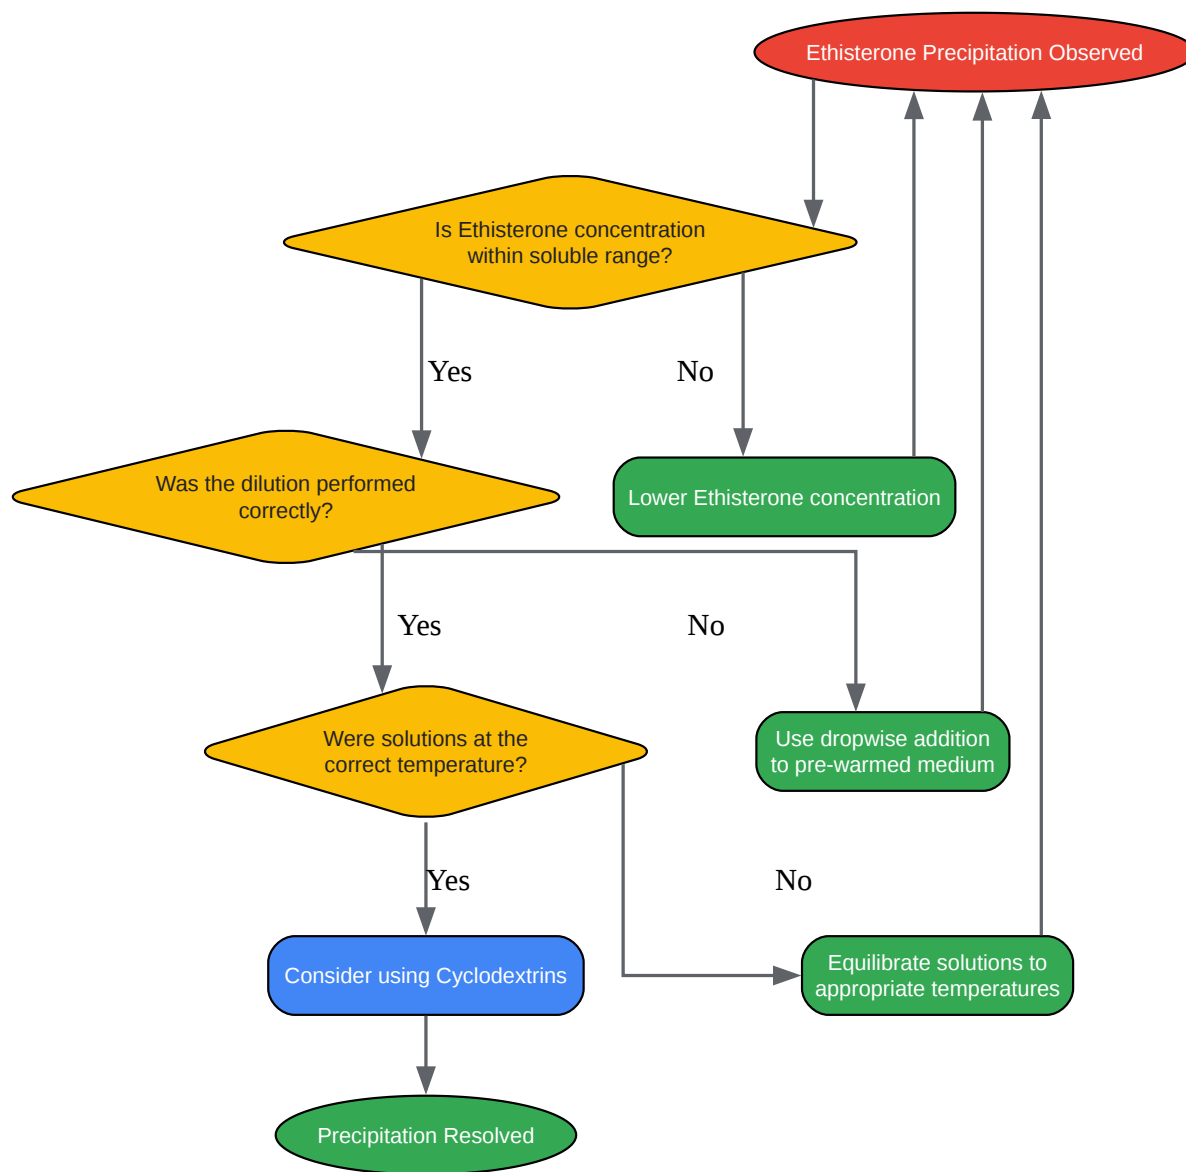 Ethisterone Precipitation Observed
Is Ethisterone concentration
within soluble range?
Yes
No
Was the dilution performed
correctly?
Lower Ethisterone concentration
Yes
No
Were solutions at the
correct temperature?
Use dropwise addition
to pre-warmed medium
Yes
No
Consider using Cyclodextrins
Equilibrate solutions to
appropriate temperatures
Precipitation Resolved